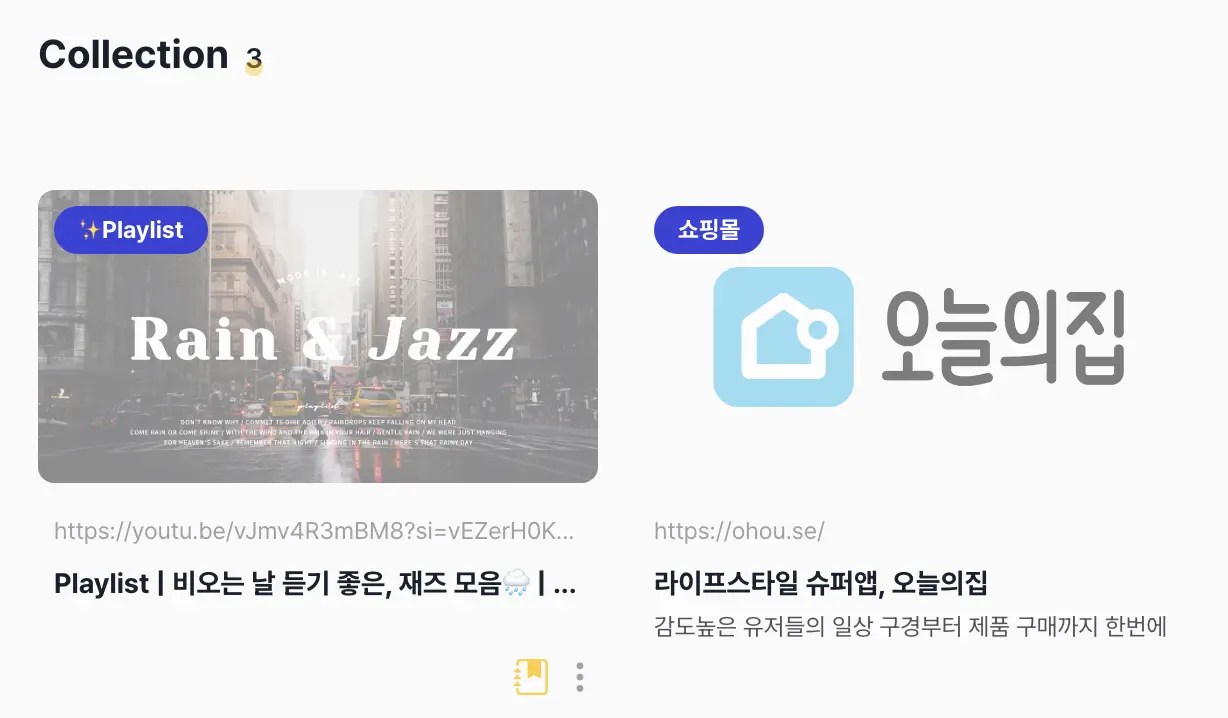 Collection 3
✨Playlist
MOOD IS JAZZ
Rain & Jazz
playlist
DON'T KNOW WHY / COMMET TE DIRE ADIEU / RAINDROPS KEEP FALLING ON MY HEAD
COME RAIN OR COME SHINE / WITH THE WIND AND THE RAIN IN YOUR HAIR / GENTLE RAIN / WE WERE JUST HANGING
FOR HEAVEN'S SAKE / REMEMBER THAT NIGHT / SINGING IN THE RAIN / HERE'S THAT RAINY DAY
https://youtu.be/vJmv4R3mBM8?si=vEZerH0K...
Playlist | 비오는 날 듣기 좋은, 재즈 모음🌧️ | ...
쇼핑몰
오늘의집
https://ohou.se/
라이프스타일 슈퍼앱, 오늘의집
감도높은 유저들의 일상 구경부터 제품 구매까지 한번에